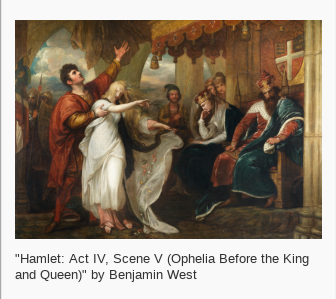 "Hamlet: Act IV, Scene V (Ophelia Before the King
and Queen)" by Benjamin West